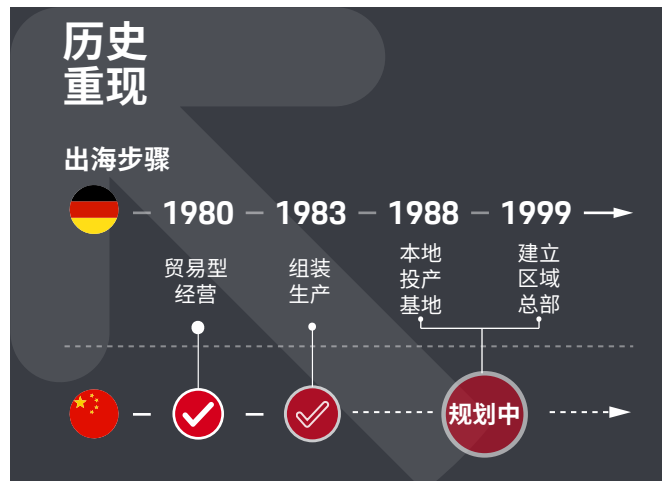 历史
重现
出海步骤
1980
1983
1988
1999
贸易型
经营
组装
生产
本地
投产
基地
建立
区域
总部
规划中